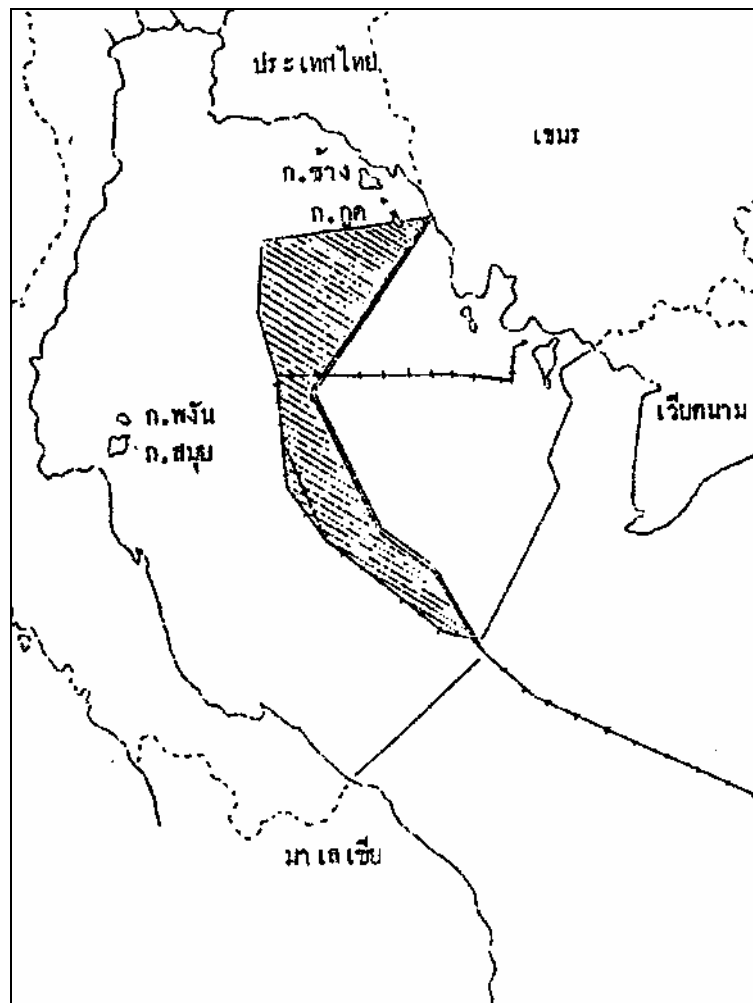 ประเทศไทย
เขมร
ก.ช้าง
ก.กูด
ก.พงัน
ก.สมุย
เวียดนาม
มาเลเซีย